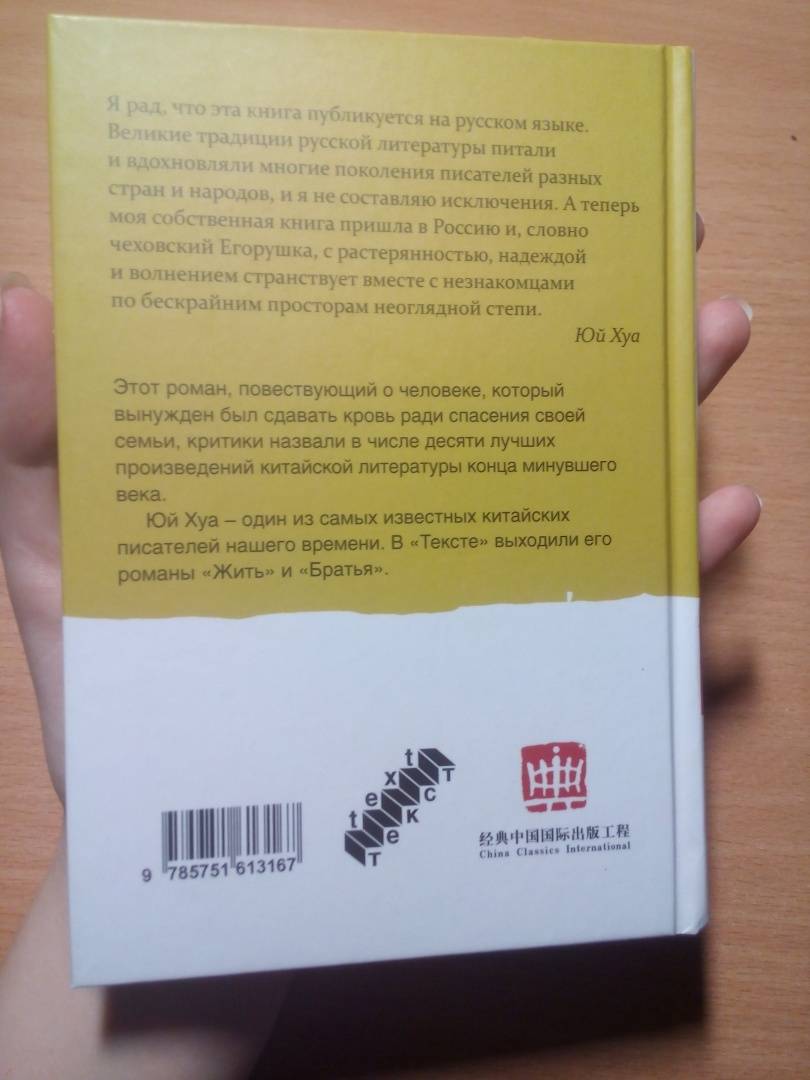 Я рад, что эта книга публикуется на русском языке.
Великие традиции русской литературы питали
и вдохновляли многие поколения писателей разных
стран и народов, и я не составляю исключения. А теперь
моя собственная книга пришла в Россию и, словно
чеховский Егорушка, с растерянностью, надеждой
и волнением странствует вместе с незнакомцами
по бескрайним просторам неоглядной степи.
Юй Хуа
Этот роман, повествующий о человеке, который
вынужден был сдавать кровь ради спасения своей
семьи, критики назвали в числе десяти лучших
произведений китайской литературы конца минувшего
века.
Юй Хуа – один из самых известных китайских
писателей нашего времени. В «Тексте» выходили его
романы «Жить» и «Братья».
text
Текст
经典中国国际出版工程
China Classics International
9 785751 613167